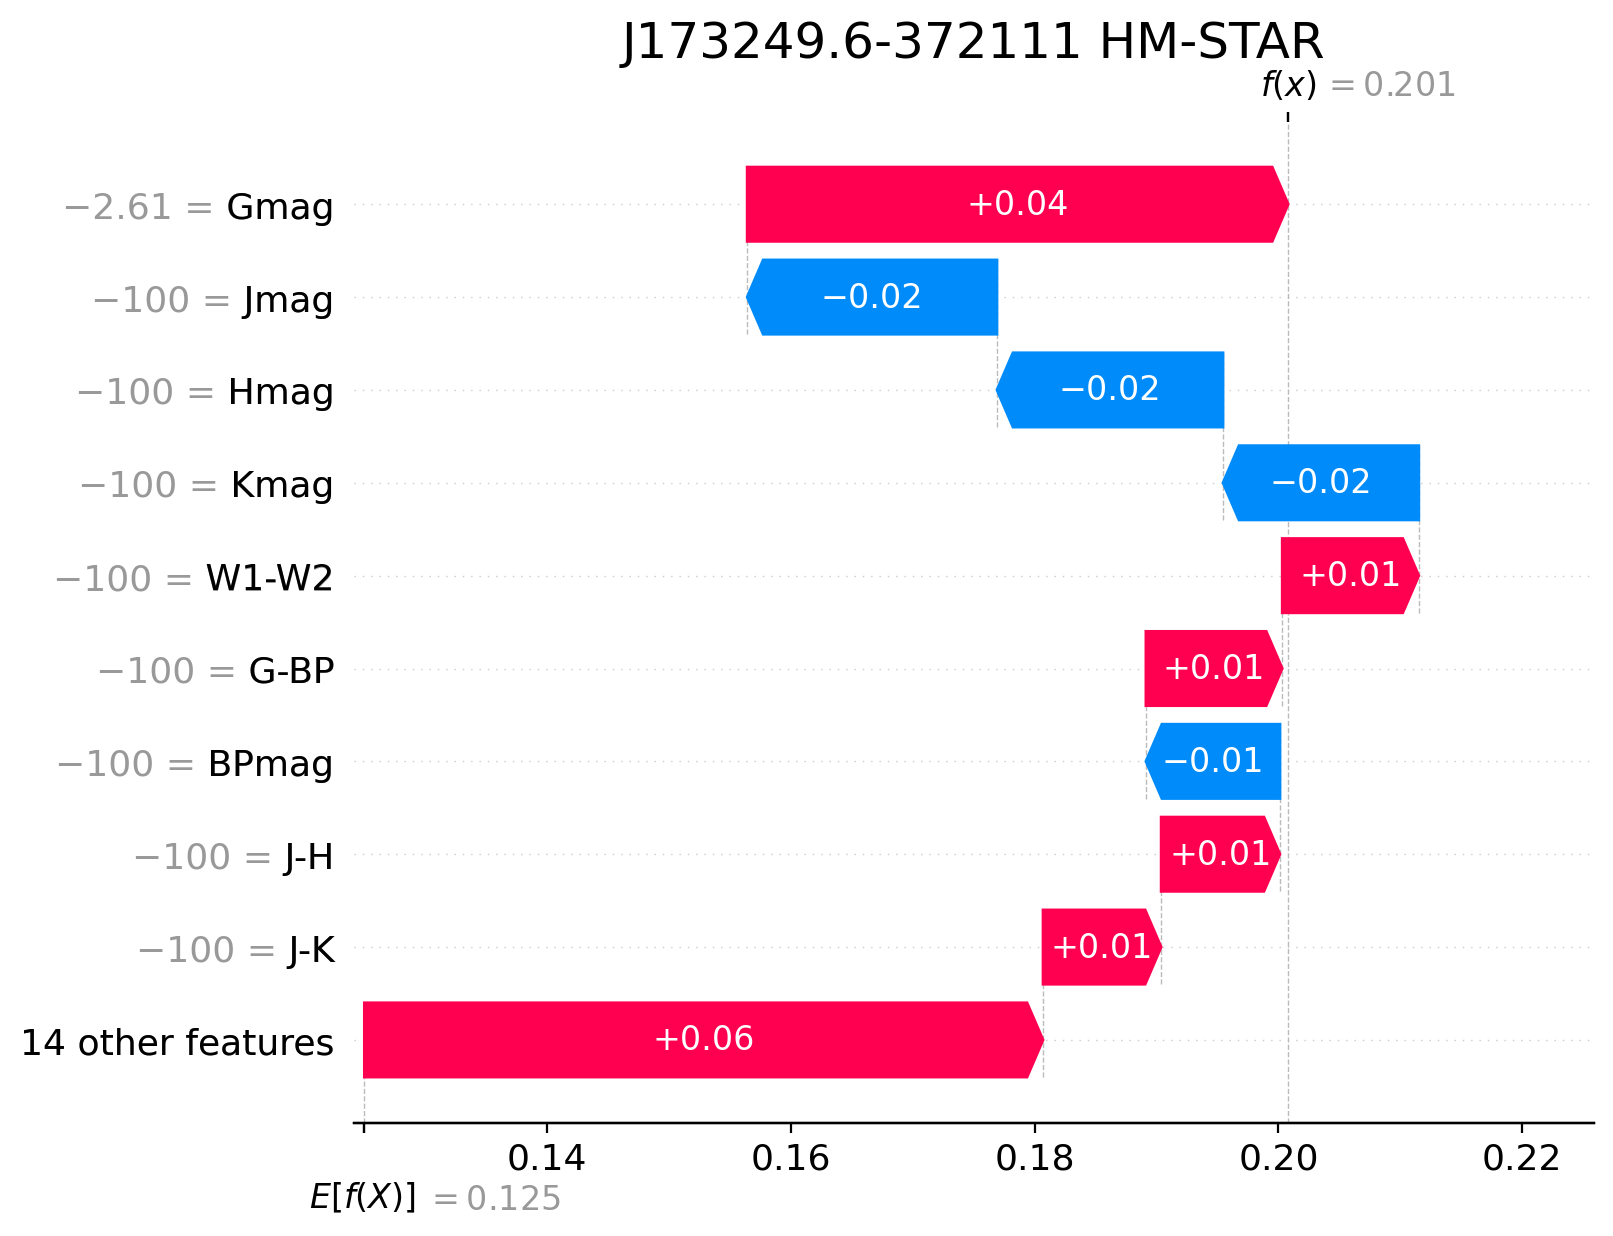 J173249.6-372111 HM-STAR
f(x) = 0.201
−2.61 = Gmag
+0.04
−100 = Jmag
−0.02
−100 = Hmag
−0.02
−100 = Kmag
−0.02
−100 = W1-W2
+0.01
−100 = G-BP
+0.01
−100 = BPmag
−0.01
−100 = J-H
+0.01
−100 = J-K
+0.01
14 other features
+0.06
0.14 0.16 0.18 0.20 0.22
E[f(X)] = 0.125